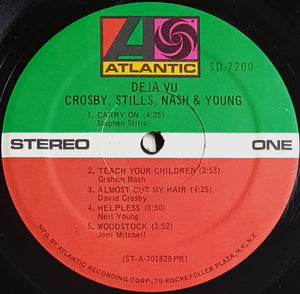 ATLANTIC
SD 7200
DEJA VU
CROSBY, STILLS, NASH & YOUNG
1. CARRY ON (4:25)
Stephen Stills
STEREO
ONE
2. TEACH YOUR CHILDREN (2:53)
Graham Nash
3. ALMOST CUT MY HAIR (4:25)
David Crosby
4. HELPLESS (3:30)
Neil Young
5. WOODSTOCK (3:52)
Joni Mitchell
(ST-A-701829 PR)
MFG. BY ATLANTIC RECORDING CORP., 75 ROCKEFELLER PLAZA, N.Y., N.Y.